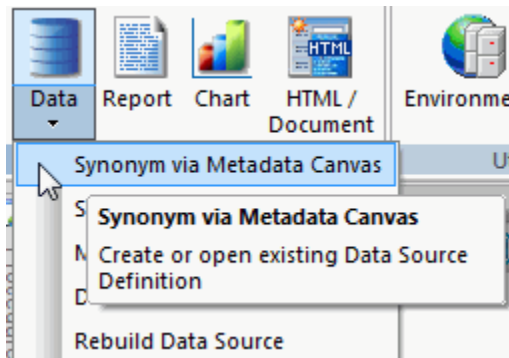 HTML
Data Report Chart HTML / Environme
Document
Synonym via Metadata Canvas
U
S
Synonym via Metadata Canvas
M
Create or open existing Data Source
Definition
D
Rebuild Data Source